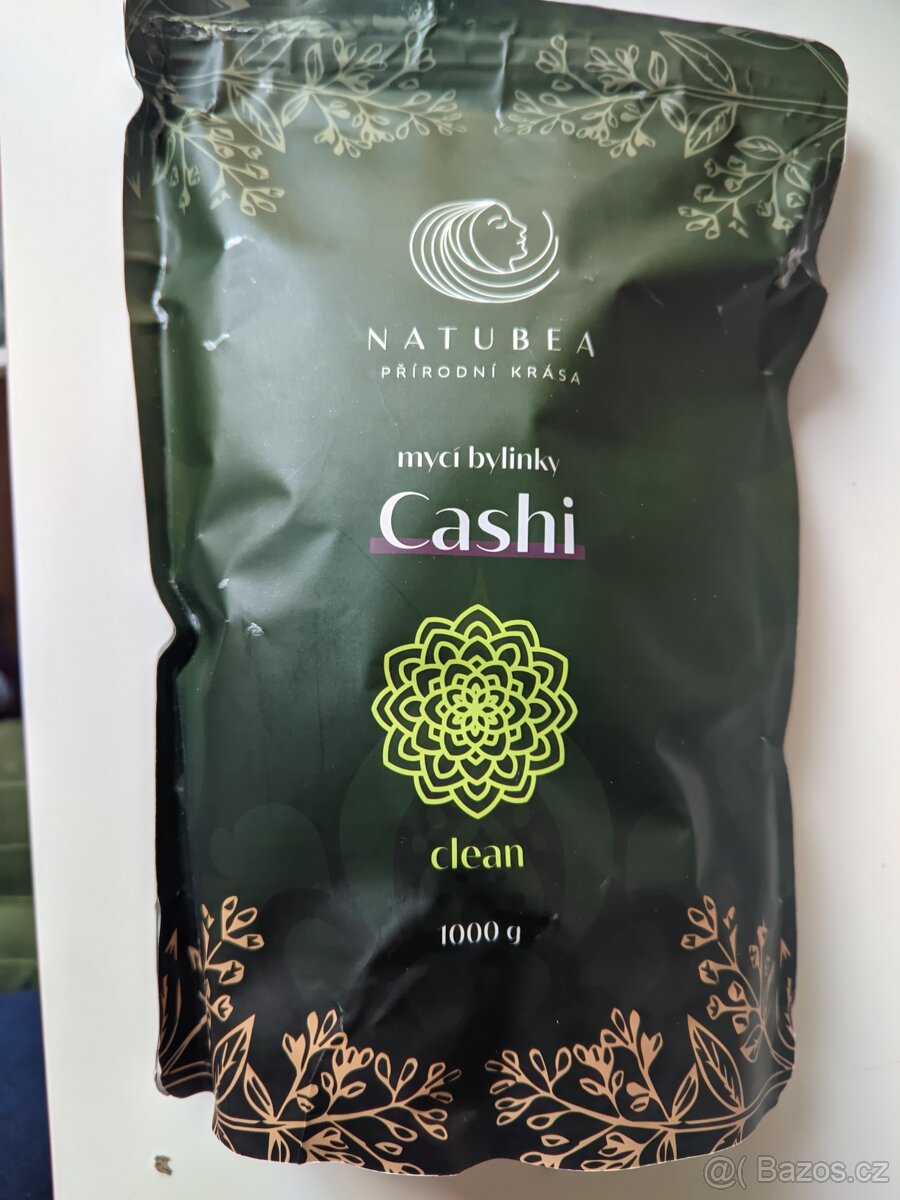 NATUBEA
PŘÍRODNÍ KRÁSA
mycí bylinky
Cashi
clean
1000 g
@( Bazos.cz